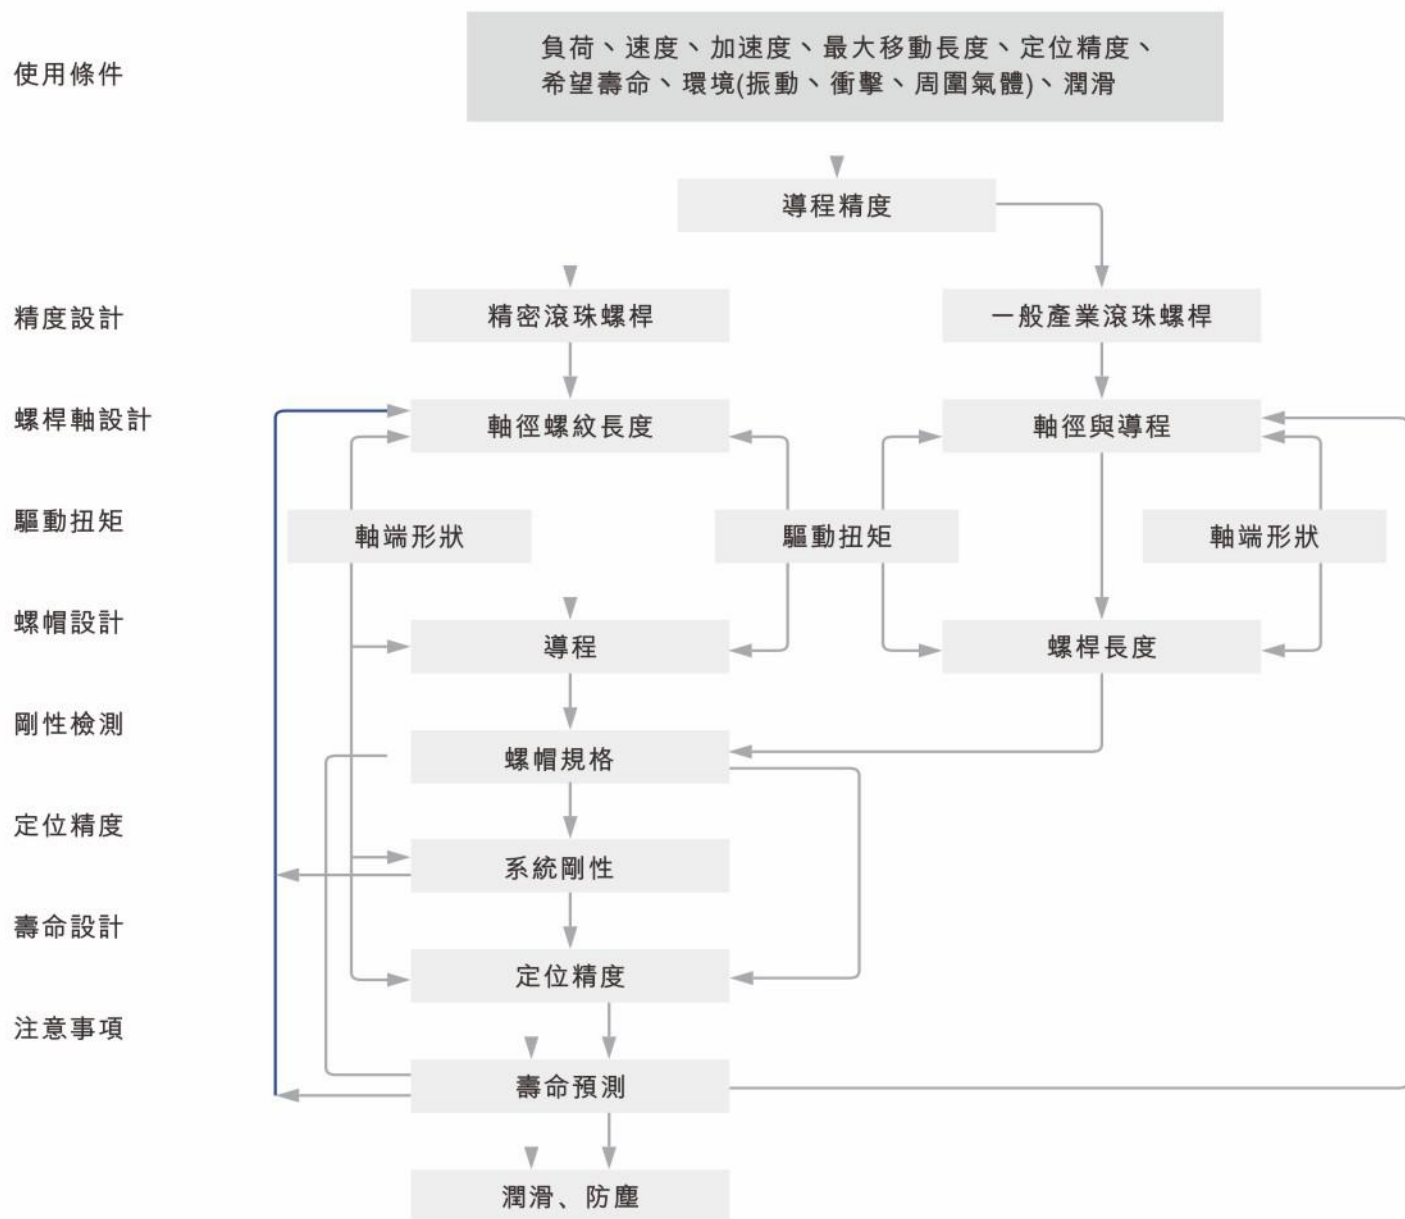 使用條件
負荷、速度、加速度、最大移動長度、定位精度、
希望壽命、環境(振動、衝擊、周圍氣體)、潤滑
導程精度
精度設計
精密滾珠螺桿
一般產業滾珠螺桿
螺桿軸設計
軸徑螺紋長度
軸徑與導程
驅動扭矩
軸端形狀
驅動扭矩
軸端形狀
螺帽設計
導程
螺桿長度
剛性檢測
螺帽規格
定位精度
系統剛性
壽命設計
定位精度
注意事項
壽命預測
潤滑、防塵